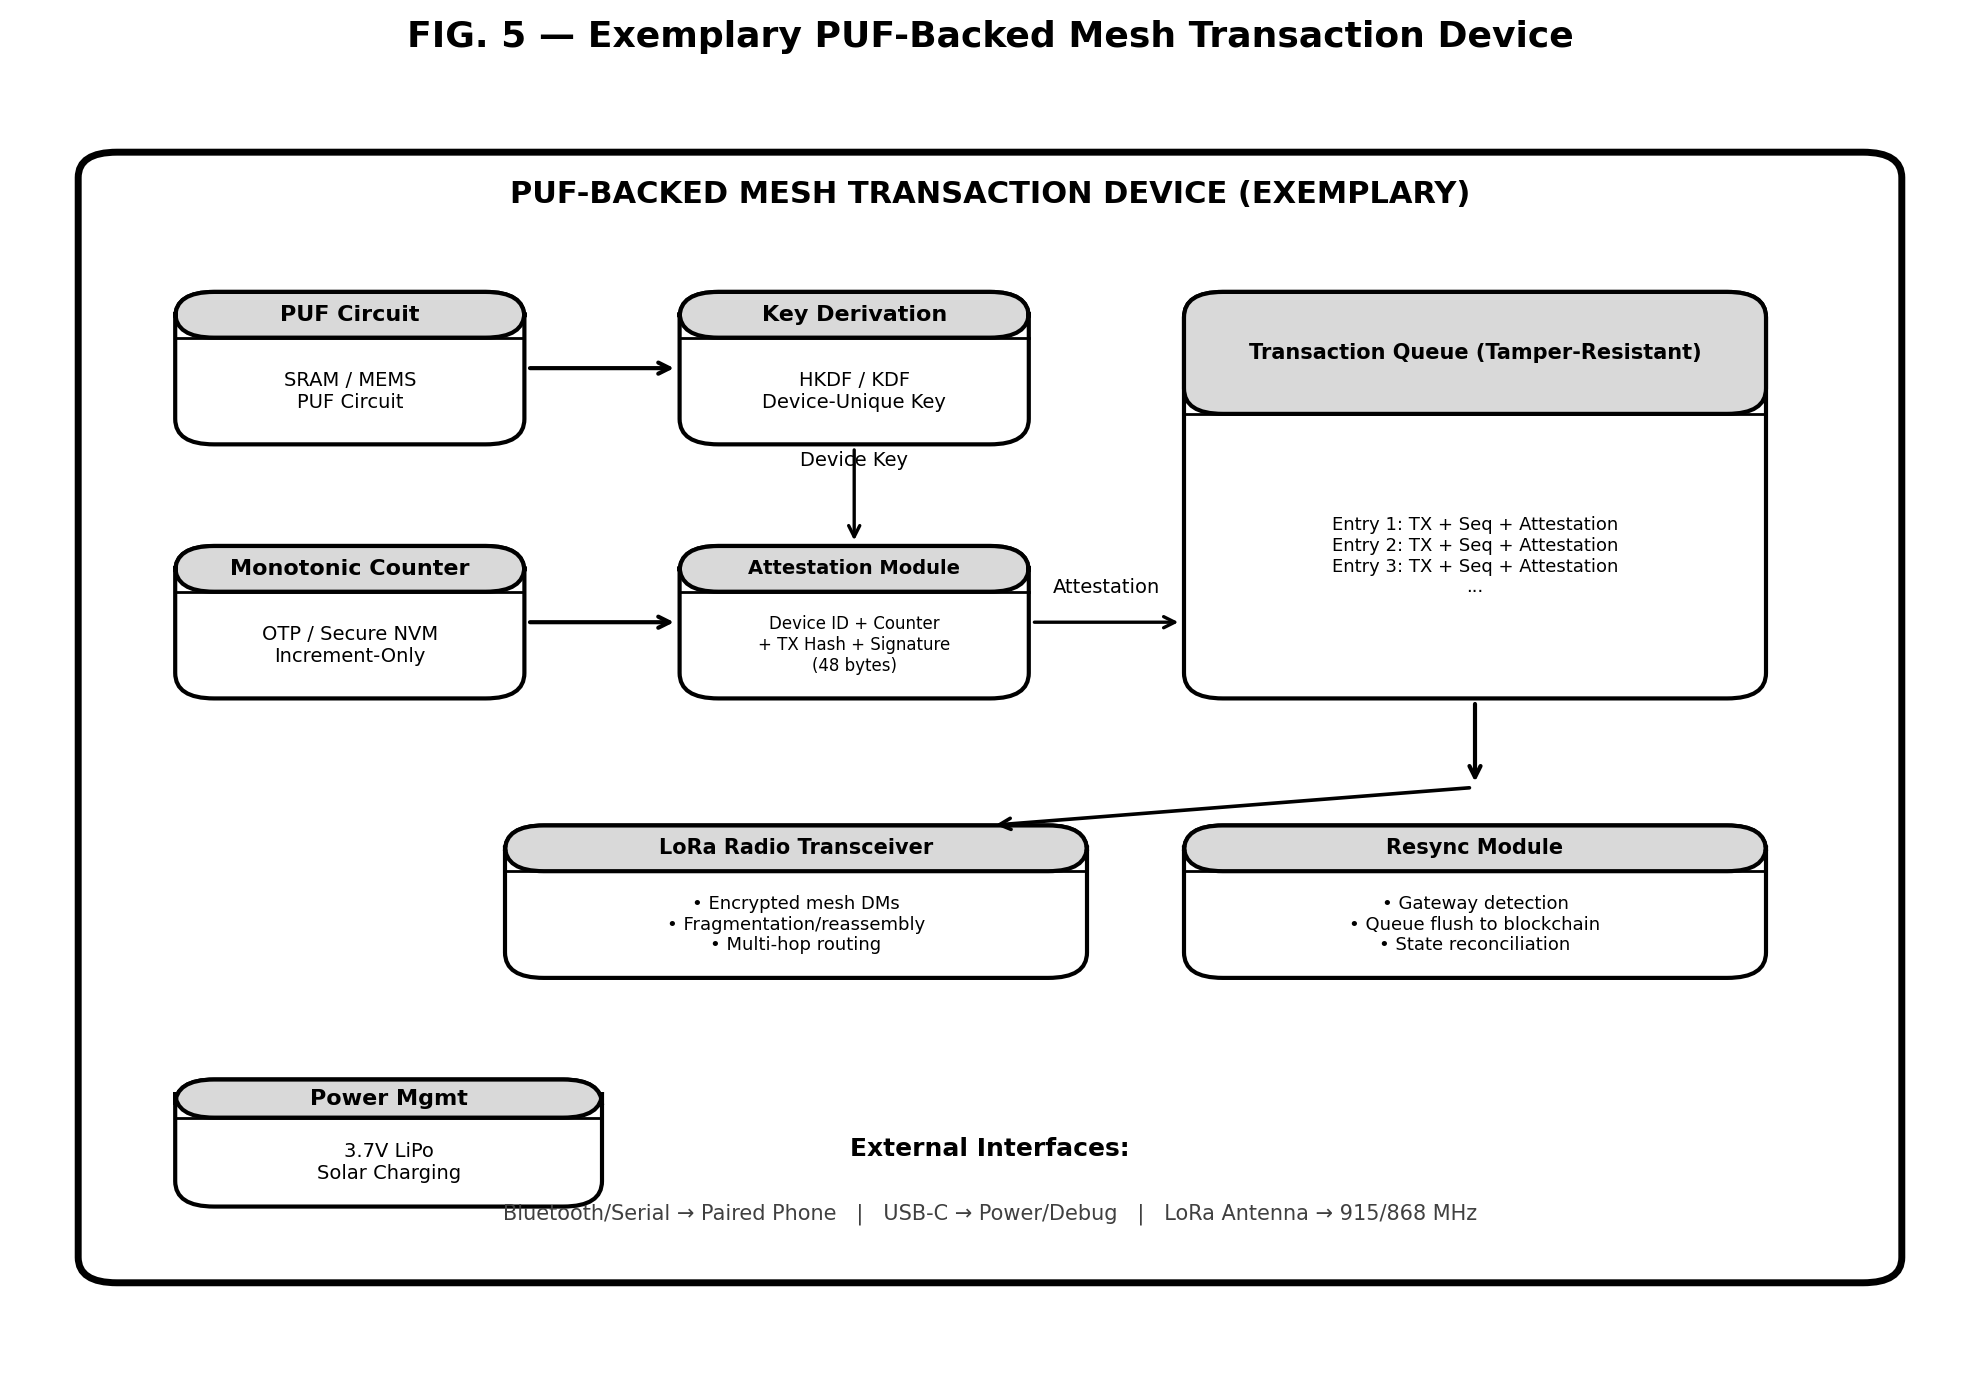 FIG. 5 — Exemplary PUF-Backed Mesh Transaction Device
PUF-BACKED MESH TRANSACTION DEVICE (EXEMPLARY)
PUF Circuit
SRAM / MEMS
PUF Circuit
Key Derivation
HKDF / KDF
Device-Unique Key
Transaction Queue (Tamper-Resistant)
Entry 1: TX + Seq + Attestation
Entry 2: TX + Seq + Attestation
Entry 3: TX + Seq + Attestation
...
Device Key
Monotonic Counter
OTP / Secure NVM
Increment-Only
Attestation Module
Device ID + Counter
+ TX Hash + Signature
(48 bytes)
Attestation
LoRa Radio Transceiver
• Encrypted mesh DMs
• Fragmentation/reassembly
• Multi-hop routing
Resync Module
• Gateway detection
• Queue flush to blockchain
• State reconciliation
Power Mgmt
3.7V LiPo
Solar Charging
External Interfaces:
Bluetooth/Serial → Paired Phone | USB-C → Power/Debug | LoRa Antenna → 915/868 MHz